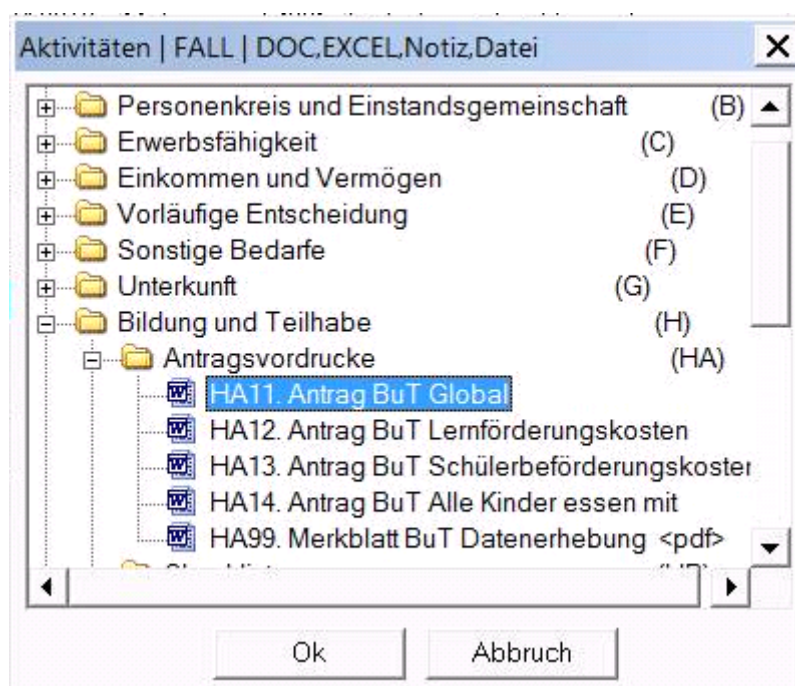 Aktivitäten | FALL | DOC,EXCEL,Notiz,Datei
Personenkreis und Einstandsgemeinschaft (B)
Erwerbsfähigkeit (C)
Einkommen und Vermögen (D)
Vorläufige Entscheidung (E)
Sonstige Bedarfe (F)
Unterkunft (G)
Bildung und Teilhabe (H)
Antragsvordrucke (HA)
HA11. Antrag BuT Global
HA12. Antrag BuT Lernförderungskosten
HA13. Antrag BuT Schülerbeförderungskosten
HA14. Antrag BuT Alle Kinder essen mit
HA99. Merkblatt BuT Datenerhebung <pdf>
Ok Abbruch